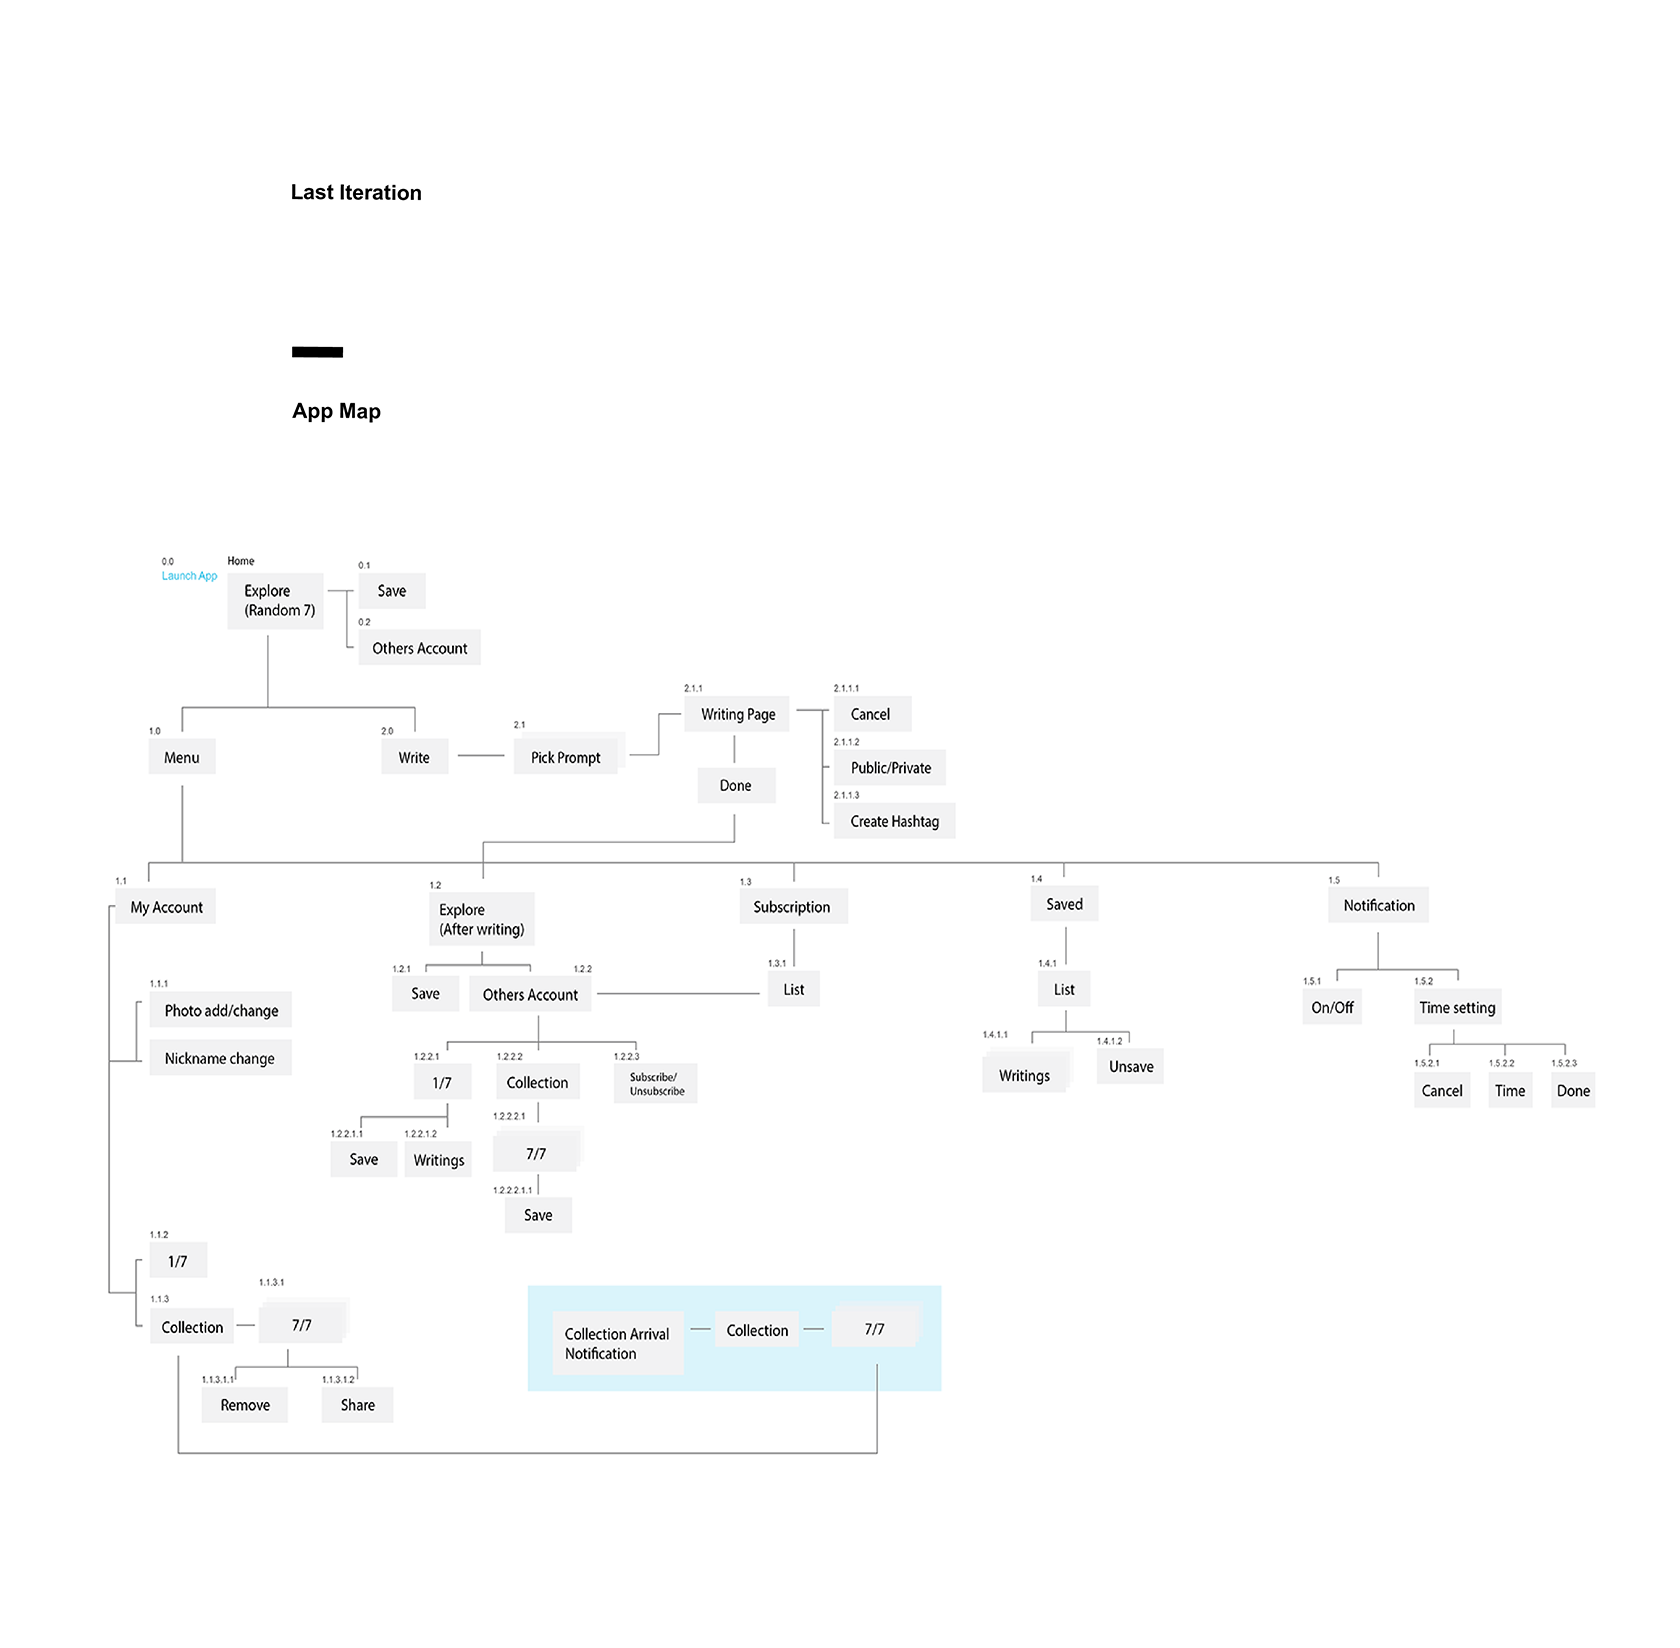 Last Iteration
App Map
0.0
Launch App
Home
Explore
(Random 7)
0.1
Save
0.2
Others Account
1.0
Menu
2.0
Write
2.1
Pick Prompt
2.1.1
Writing Page
Done
2.1.1.1
Cancel
2.1.1.2
Public/Private
2.1.1.3
Create Hashtag
1.1
My Account
1.2
Explore
(After writing)
1.3
Subscription
1.4
Saved
1.5
Notification
1.1.1
Photo add/change
Nickname change
1.2.1
Save
1.2.2
Others Account
1.3.1
List
1.4.1
List
1.5.1
On/Off
1.5.2
Time setting
1.2.2.1
1/7
1.2.2.2
Collection
1.2.2.3
Subscribe/
Unsubscribe
1.4.1.1
Writings
1.4.1.2
Unsave
1.5.2.1
Cancel
1.5.2.2
Time
1.5.2.3
Done
1.2.2.1.1
Save
1.2.2.1.2
Writings
1.2.2.2.1
7/7
1.2.2.2.1.1
Save
1.1.2
1/7
1.1.3
Collection
1.1.3.1
7/7
1.1.3.1.1
Remove
1.1.3.1.2
Share
Collection Arrival
Notification
Collection
7/7